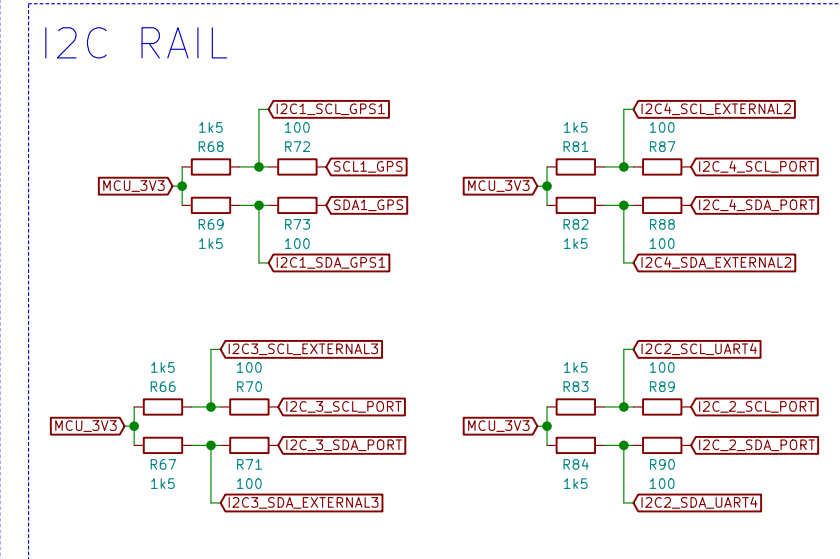 I2C RAIL
I2C1_SCL_GPS1
1k5
100
R68
R72
SCL1_GPS
MCU_3V3
SDA1_GPS
R69
R73
1k5
100
I2C1_SDA_GPS1
I2C4_SCL_EXTERNAL2
1k5
100
R81
R87
I2C_4_SCL_PORT
MCU_3V3
I2C_4_SDA_PORT
R82
R88
1k5
100
I2C4_SDA_EXTERNAL2
I2C3_SCL_EXTERNAL3
1k5
100
R66
R70
I2C_3_SCL_PORT
MCU_3V3
I2C_3_SDA_PORT
R67
R71
1k5
100
I2C3_SDA_EXTERNAL3
I2C2_SCL_UART4
1k5
100
R83
R89
I2C_2_SCL_PORT
MCU_3V3
I2C_2_SDA_PORT
R84
R90
1k5
100
I2C2_SDA_UART4